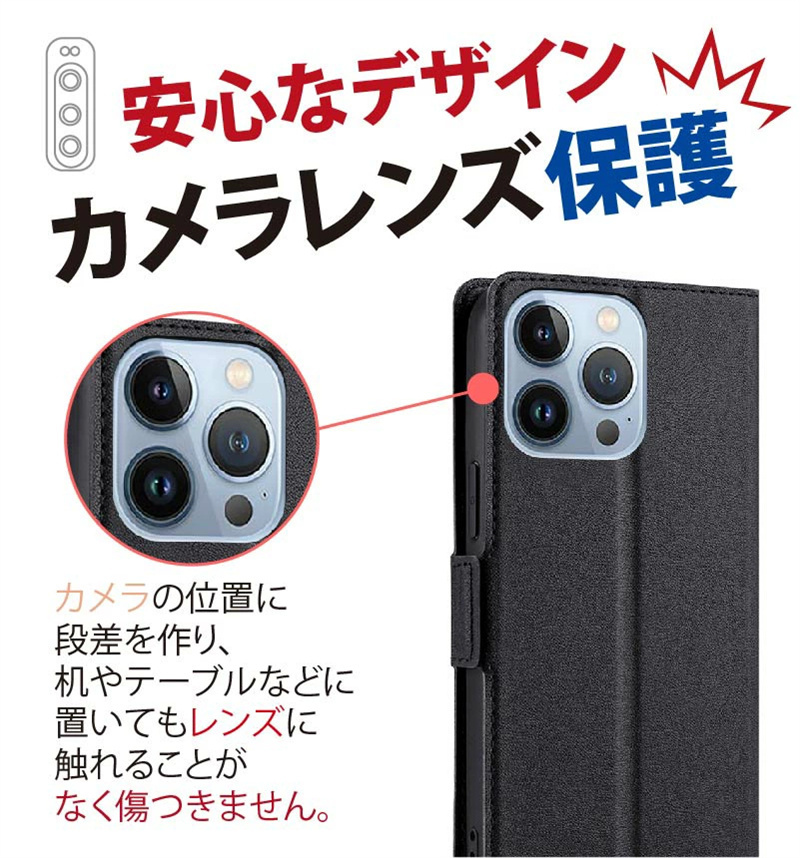 安心なデザイン
カメラレンズ保護
カメラの位置に
段差を作り、
机やテーブルなどに
置いてもレンズに
触れることが
なく傷つきません。